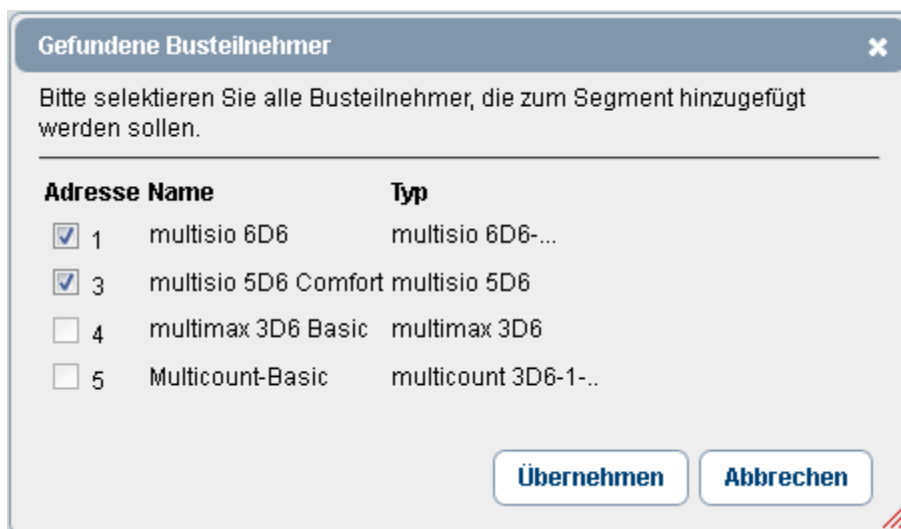 Gefundene Busteilnehmer
Bitte selektieren Sie alle Busteilnehmer, die zum Segment hinzugefügt
werden sollen.
Adresse Name Typ
1 multisio 6D6 multisio 6D6-...
3 multisio 5D6 Comfort multisio 5D6
4 multimax 3D6 Basic multimax 3D6
5 Multicount-Basic multicount 3D6-1-..
Übernehmen Abbrechen